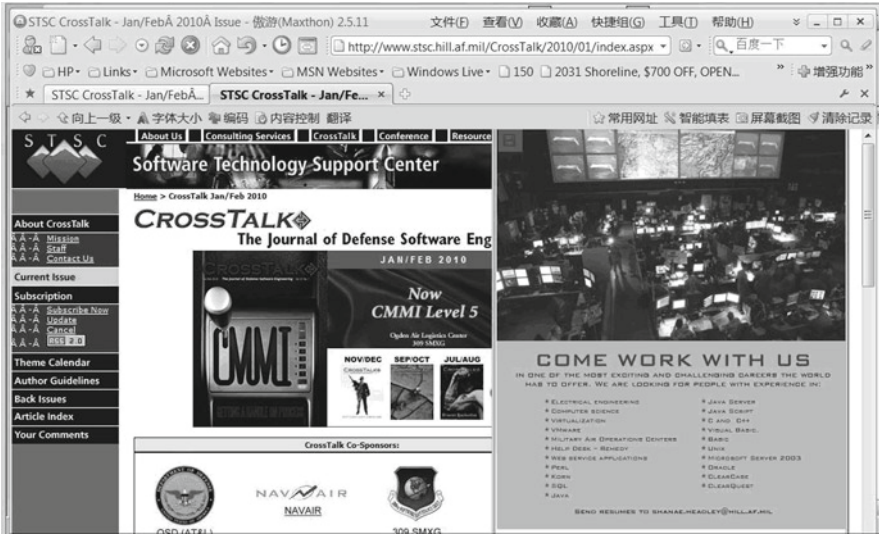 STSC CrossTalk - Jan/Feb 2010Â Issue - 傲游(Maxthon) 2.5.11
文件(F) 查看(V) 收藏(A) 快捷组(G) 工具(T) 帮助(H)
http://www.stsc.hill.af.mil/CrossTalk/2010/01/index.aspx
百度一下
HP
Links
Microsoft Websites
MSN Websites
Windows Live
150
2031 Shoreline, $700 OFF, OPEN...
增强功能
STSC CrossTalk - Jan/FebÂ...
STSC CrossTalk - Jan/Fe...
向上一级
字体大小
编码
内容控制
翻译
常用网址
智能填表
屏幕截图
清除记录
S T S C
About Us
Consulting Services
CrossTalk
Conference
Resource
Software Technology Support Center
Home > CrossTalk Jan/Feb 2010
CROSSTALK
The Journal of Defense Software Eng
About CrossTalk
Â Â -Â Mission
Â Â -Â Staff
Â Â -Â Contact Us
Current Issue
Subscription
Â Â -Â Subscribe Now
Â Â -Â Update
Â Â -Â Cancel
Â Â -Â RSS 2.0
Theme Calendar
Author Guidelines
Back Issues
Article Index
Your Comments
CROSSTALK
CMMI
GETTING A HANDLE ON PROCESS
JAN/FEB 2010
Now
CMMI Level 5
Ogden Air Logistics Center
309 SMXG
NOV/DEC
SEP/OCT
JUL/AUG
CrossTalk Co-Sponsors:
NAVAIR
NAVAIR
OSD (AT&L)
309 SMXG
B
COME WORK WITH US
IN ONE OF THE MOST EXCITING AND CHALLENGING CAREERS THE WORLD
HAS TO OFFER. WE ARE LOOKING FOR PEOPLE WITH EXPERIENCE IN:
ELECTRICAL ENGINEERING
COMPUTER SCIENCE
VIRTUALIZATION
VMWARE
MILITARY AIR OPERATIONS CENTERS
HELP DESK - REMEDY
WEB SERVICE APPLICATIONS
PERL
KORN
SQL
JAVA
JAVA SERVER
JAVA SCRIPT
C AND C++
VISUAL BASIC.
BASIC
UNIX
MICROSOFT SERVER 2003
ORACLE
CLEARCASE
CLEARQUEST
SEND RESUMES TO SHANAE.HEADLEY@HILL.AF.MIL